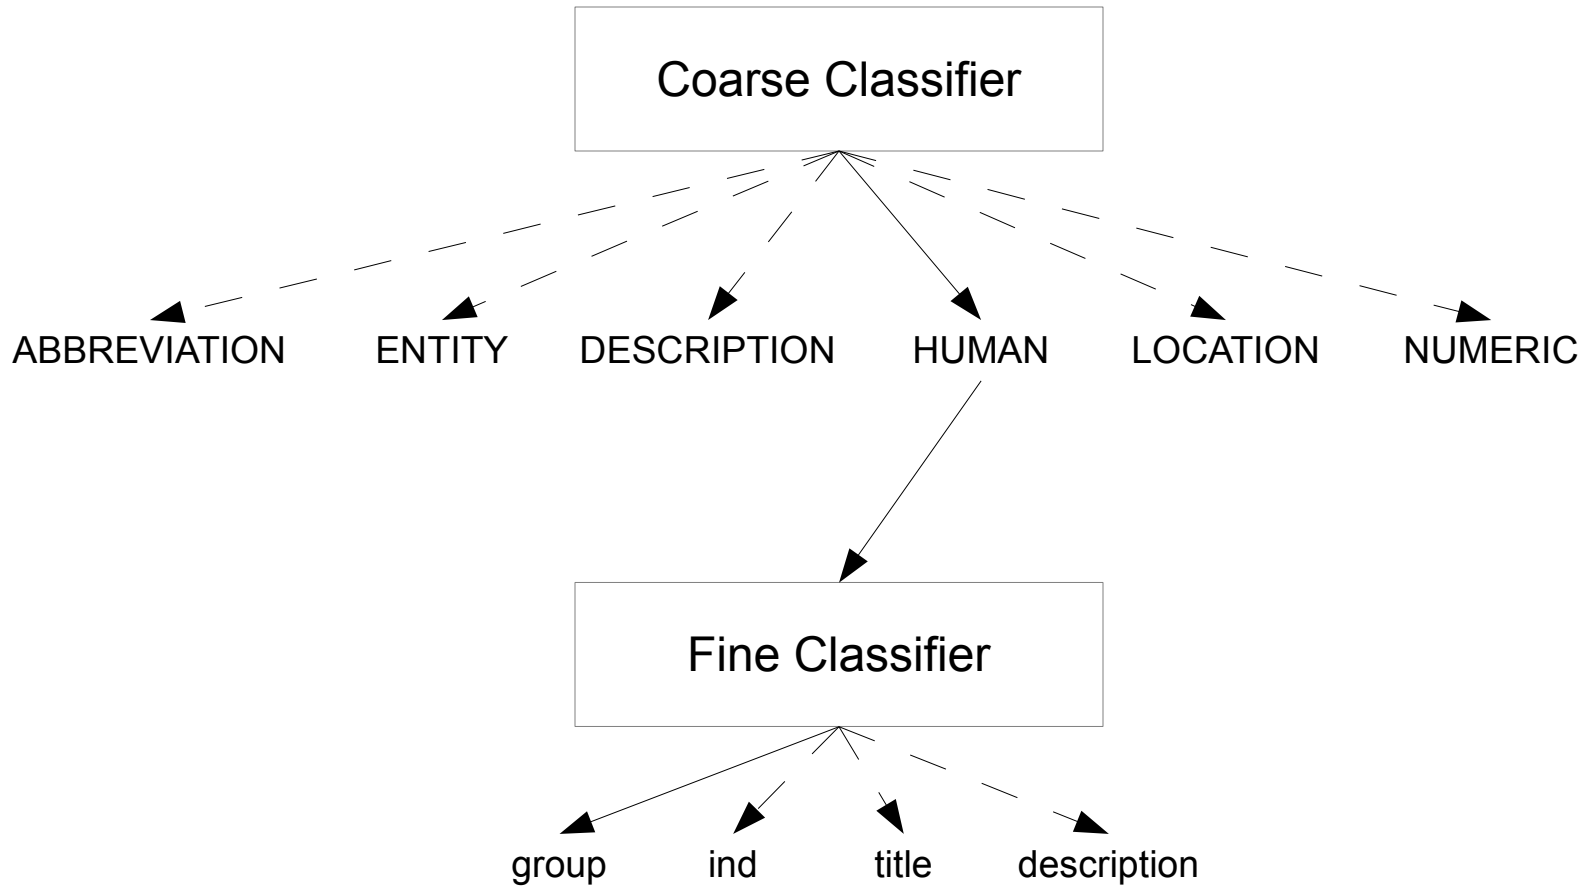 Coarse Classifier
ABBREVIATION ENTITY DESCRIPTION HUMAN LOCATION NUMERIC
Fine Classifier
group ind title description